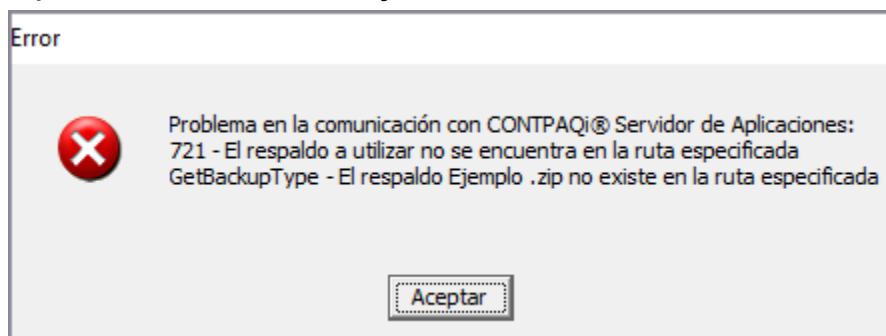 Error
Problema en la comunicación con CONTPAQi® Servidor de Aplicaciones:
721 - El respaldo a utilizar no se encuentra en la ruta especificada
GetBackupType - El respaldo Ejemplo .zip no existe en la ruta especificada
Aceptar